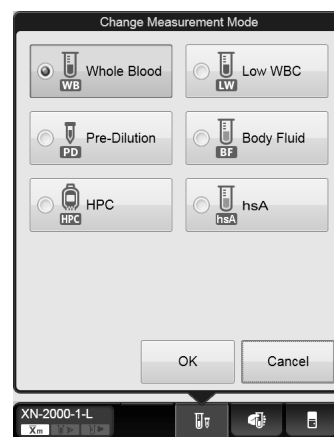 Change Measurement Mode
WB Whole Blood
LW Low WBC
PD Pre-Dilution
BF Body Fluid
HPC HPC
hsA hsA
OK Cancel
XN-2000-1-L
Xm